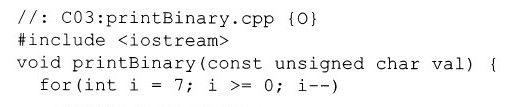 //: C03:printBinary.cpp {O}
#include <iostream>
void printBinary(const unsigned char val) {
  for(int i = 7; i >= 0; i--)